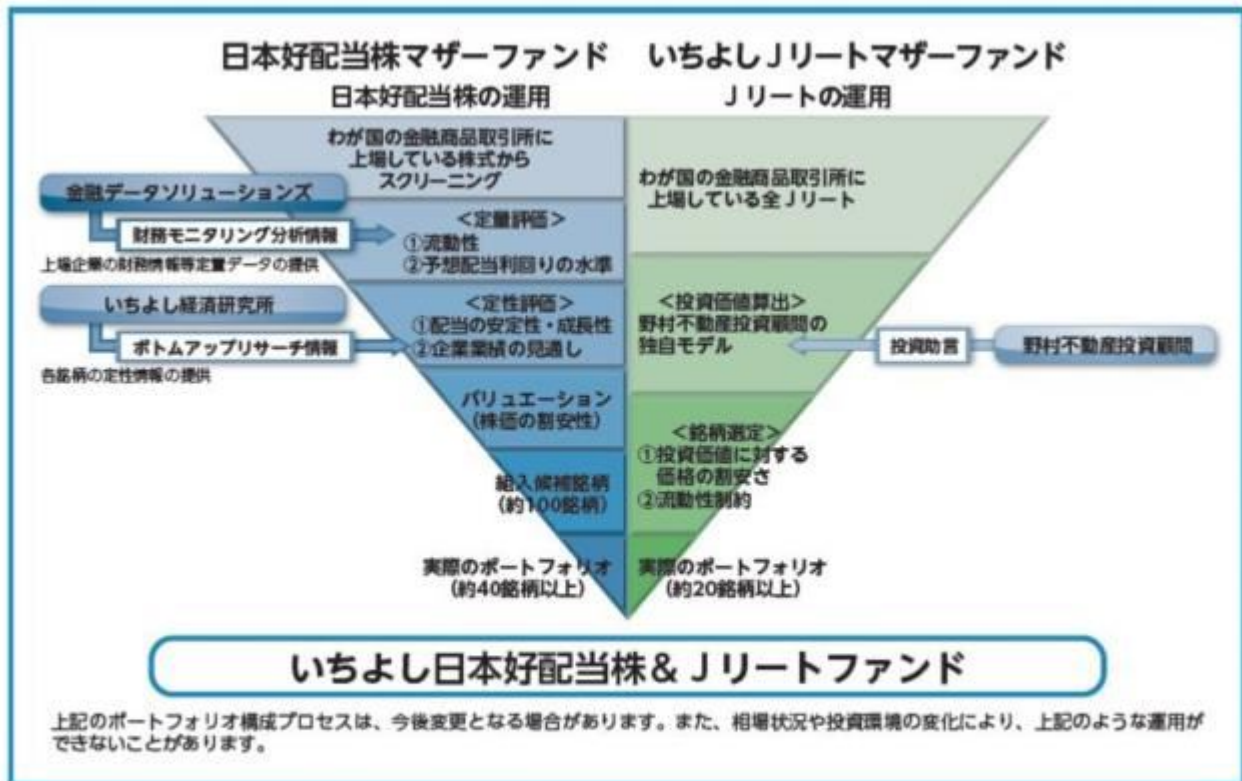 日本好配当株マザーファンド
日本好配当株の運用
わが国の金融商品取引所に
上場している株式から
スクリーニング
金融データソリューションズ
財務モニタリング分析情報
上場企業の財務情報等定量データの提供
<定量評価>
①流動性
②予想配当利回りの水準
いちよし経済研究所
ボトムアップリサーチ情報
各銘柄の定性情報の提供
<定性評価>
①配当の安定性・成長性
②企業業績の見通し
バリュエーション
(株価の割安性)
組入候補銘柄
(約100銘柄)
実際のポートフォリオ
(約40銘柄以上)
いちよしJリートマザーファンド
Jリートの運用
わが国の金融商品取引所に
上場している全Jリート
<投資価値算出>
野村不動産投資顧問の
独自モデル
投資助言
野村不動産投資顧問
<銘柄選定>
①投資価値に対する
価格の割安さ
②流動性制約
実際のポートフォリオ
(約20銘柄以上)
いちよし日本好配当株&Jリートファンド
上記のポートフォリオ構成プロセスは、今後変更となる場合があります。また、相場状況や投資環境の変化により、上記のような運用が
できないことがあります。